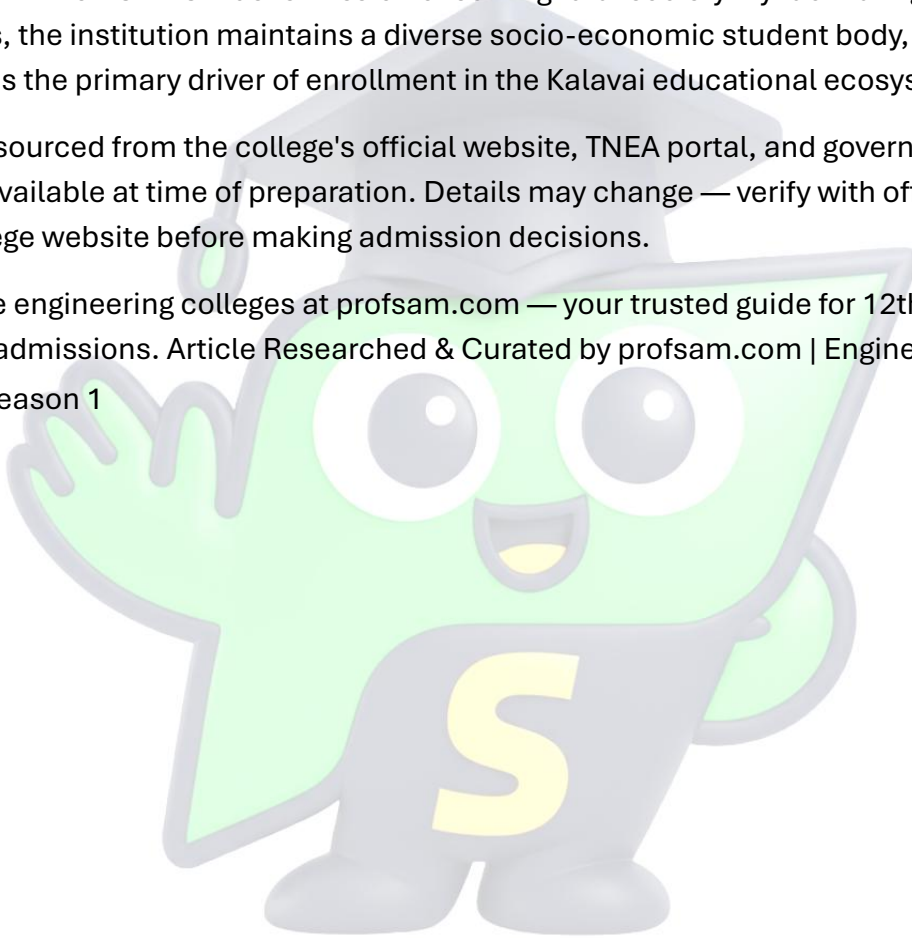 , the institution maintains a diverse socio-economic student body,
s the primary driver of enrollment in the Kalavai educational ecosys
sourced from the college's official website, TNEA portal, and govern
vailable at time of preparation. Details may change — verify with of
ege website before making admission decisions.
e engineering colleges at profsam.com — your trusted guide for 12th
admissions. Article Researched & Curated by profsam.com | Engine
eason 1
S